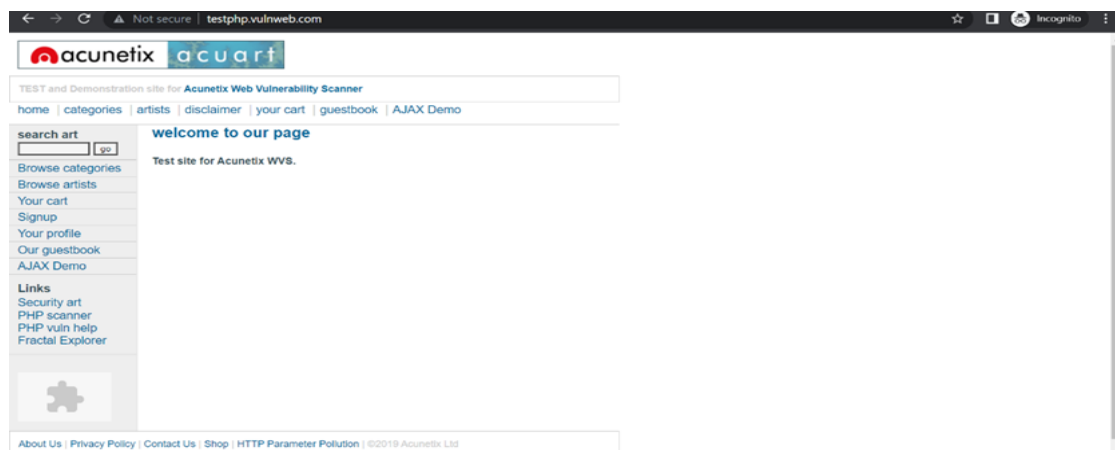 Not secure | testphp.vulnweb.com
Incognito
acunetix acuart
TEST and Demonstration site for Acunetix Web Vulnerability Scanner
home | categories | artists | disclaimer | your cart | guestbook | AJAX Demo
search art
go
Browse categories
Browse artists
Your cart
Signup
Your profile
Our guestbook
AJAX Demo
Links
Security art
PHP scanner
PHP vuln help
Fractal Explorer
welcome to our page
Test site for Acunetix WVS.
About Us | Privacy Policy | Contact Us | Shop | HTTP Parameter Pollution | ©2019 Acunetix Ltd